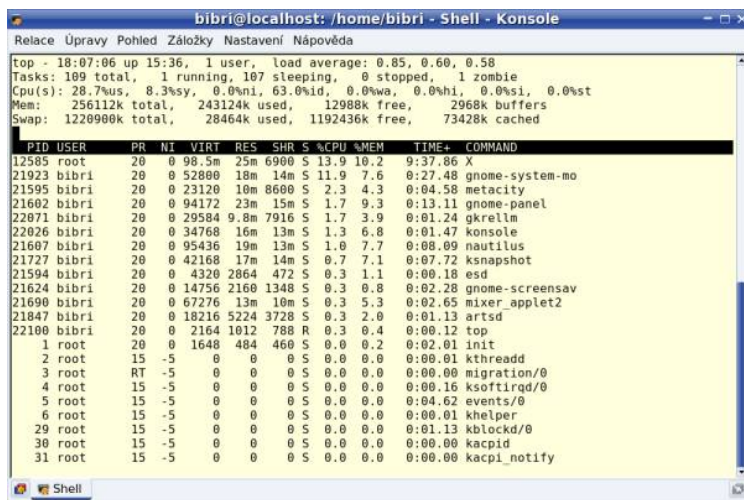 bibri@localhost: /home/bibri - Shell - Konsole
Relace Úpravy Pohled Záložky Nastavení Nápověda
top - 18:07:06 up 15:36, 1 user, load average: 0.85, 0.60, 0.58
Tasks: 109 total, 1 running, 107 sleeping, 0 stopped, 1 zombie
Cpu(s): 28.7%us, 8.3%sy, 0.0%ni, 63.0%id, 0.0%wa, 0.0%hi, 0.0%si, 0.0%st
Mem: 256112k total, 243124k used, 12988k free, 2968k buffers
Swap: 1220900k total, 28464k used, 1192436k free, 73428k cached
PID USER PR NI VIRT RES SHR S %CPU %MEM TIME+ COMMAND
12585 root 20 0 98.5m 25m 6900 S 13.9 10.2 9:37.86 X
21923 bibri 20 0 52800 18m 14m S 11.9 7.6 0:27.48 gnome-system-mo
21595 bibri 20 0 23120 10m 8600 S 2.3 4.3 0:04.58 metacity
21602 bibri 20 0 94172 23m 15m S 1.7 9.3 0:13.11 gnome-panel
22071 bibri 20 0 29584 9.8m 7916 S 1.7 3.9 0:01.24 gkrellm
22026 bibri 20 0 34768 16m 13m S 1.3 6.8 0:01.47 konsole
21607 bibri 20 0 95436 19m 13m S 1.0 7.7 0:08.09 nautilus
21727 bibri 20 0 42168 17m 14m S 0.7 7.1 0:07.72 ksnapshot
21594 bibri 20 0 4320 2864 472 S 0.3 1.1 0:00.18 esd
21624 bibri 20 0 14756 2160 1348 S 0.3 0.8 0:02.28 gnome-screensav
21690 bibri 20 0 67276 13m 10m S 0.3 5.3 0:02.65 mixer_applet2
21847 bibri 20 0 18216 5224 3728 S 0.3 2.0 0:01.13 artsd
22100 bibri 20 0 2164 1012 788 R 0.3 0.4 0:00.12 top
1 root 20 0 1648 484 460 S 0.0 0.2 0:02.01 init
2 root 15 -5 0 0 0 S 0.0 0.0 0:00.01 kthreadd
3 root RT -5 0 0 0 S 0.0 0.0 0:00.00 migration/0
4 root 15 -5 0 0 0 S 0.0 0.0 0:00.16 ksoftirqd/0
5 root 15 -5 0 0 0 S 0.0 0.0 0:04.62 events/0
6 root 15 -5 0 0 0 S 0.0 0.0 0:00.01 khelper
29 root 15 -5 0 0 0 S 0.0 0.0 0:01.13 kblockd/0
30 root 15 -5 0 0 0 S 0.0 0.0 0:00.00 kacpid
31 root 15 -5 0 0 0 S 0.0 0.0 0:00.00 kacpi_notify
Shell